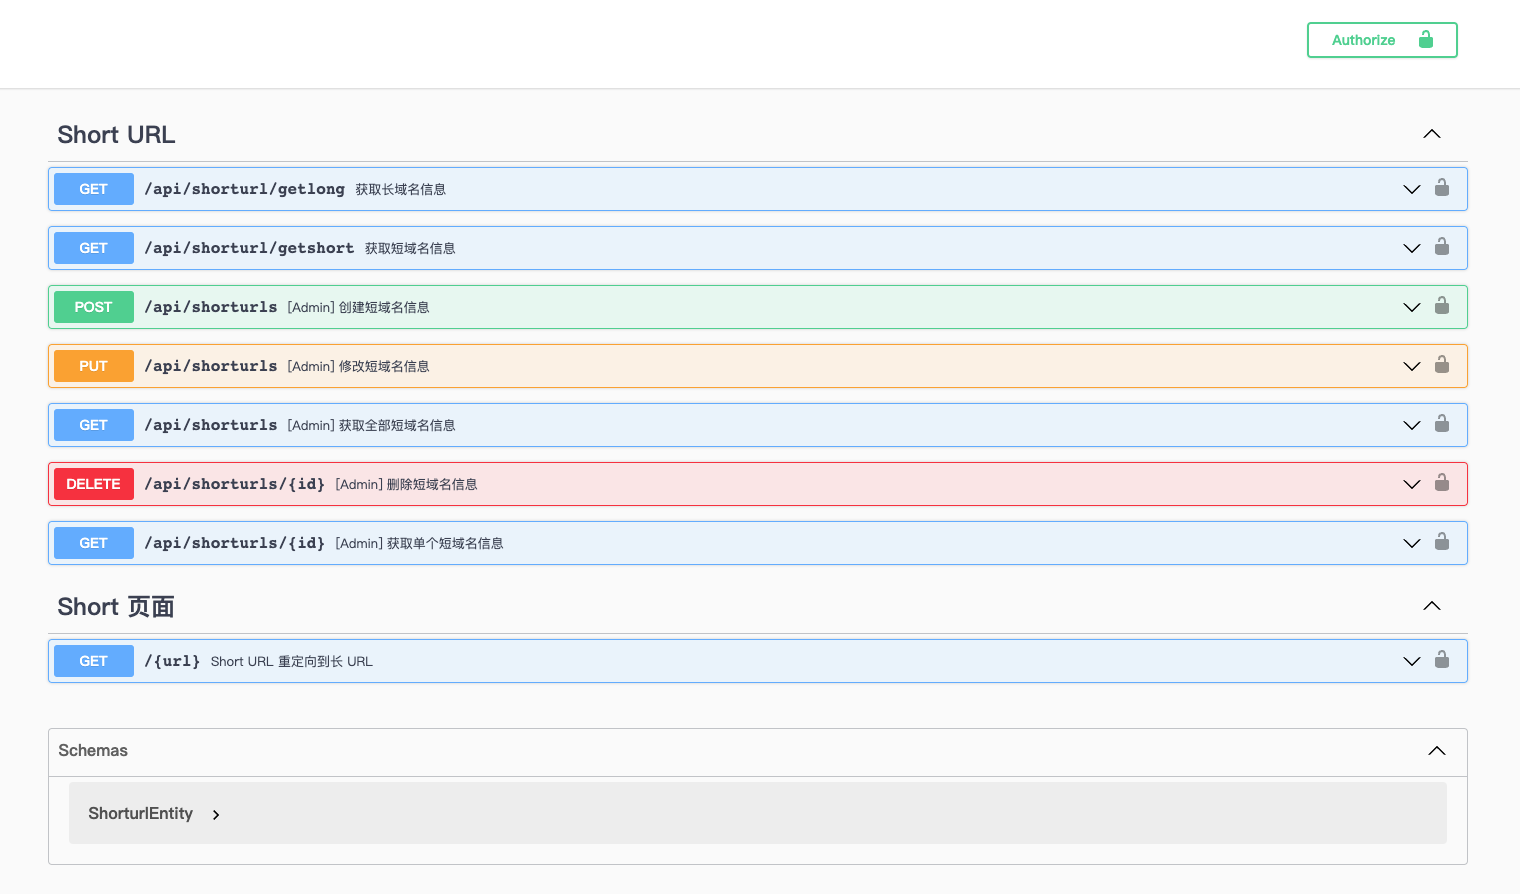 Authorize
Short URL
GET /api/shorturl/getlong 获取长域名信息
GET /api/shorturl/getshort 获取短域名信息
POST /api/shorturls [Admin] 创建短域名信息
PUT /api/shorturls [Admin] 修改短域名信息
GET /api/shorturls [Admin] 获取全部短域名信息
DELETE /api/shorturls/{id} [Admin] 删除短域名信息
GET /api/shorturls/{id} [Admin] 获取单个短域名信息
Short 页面
GET /{url} Short URL 重定向到长 URL
Schemas
ShorturlEntity